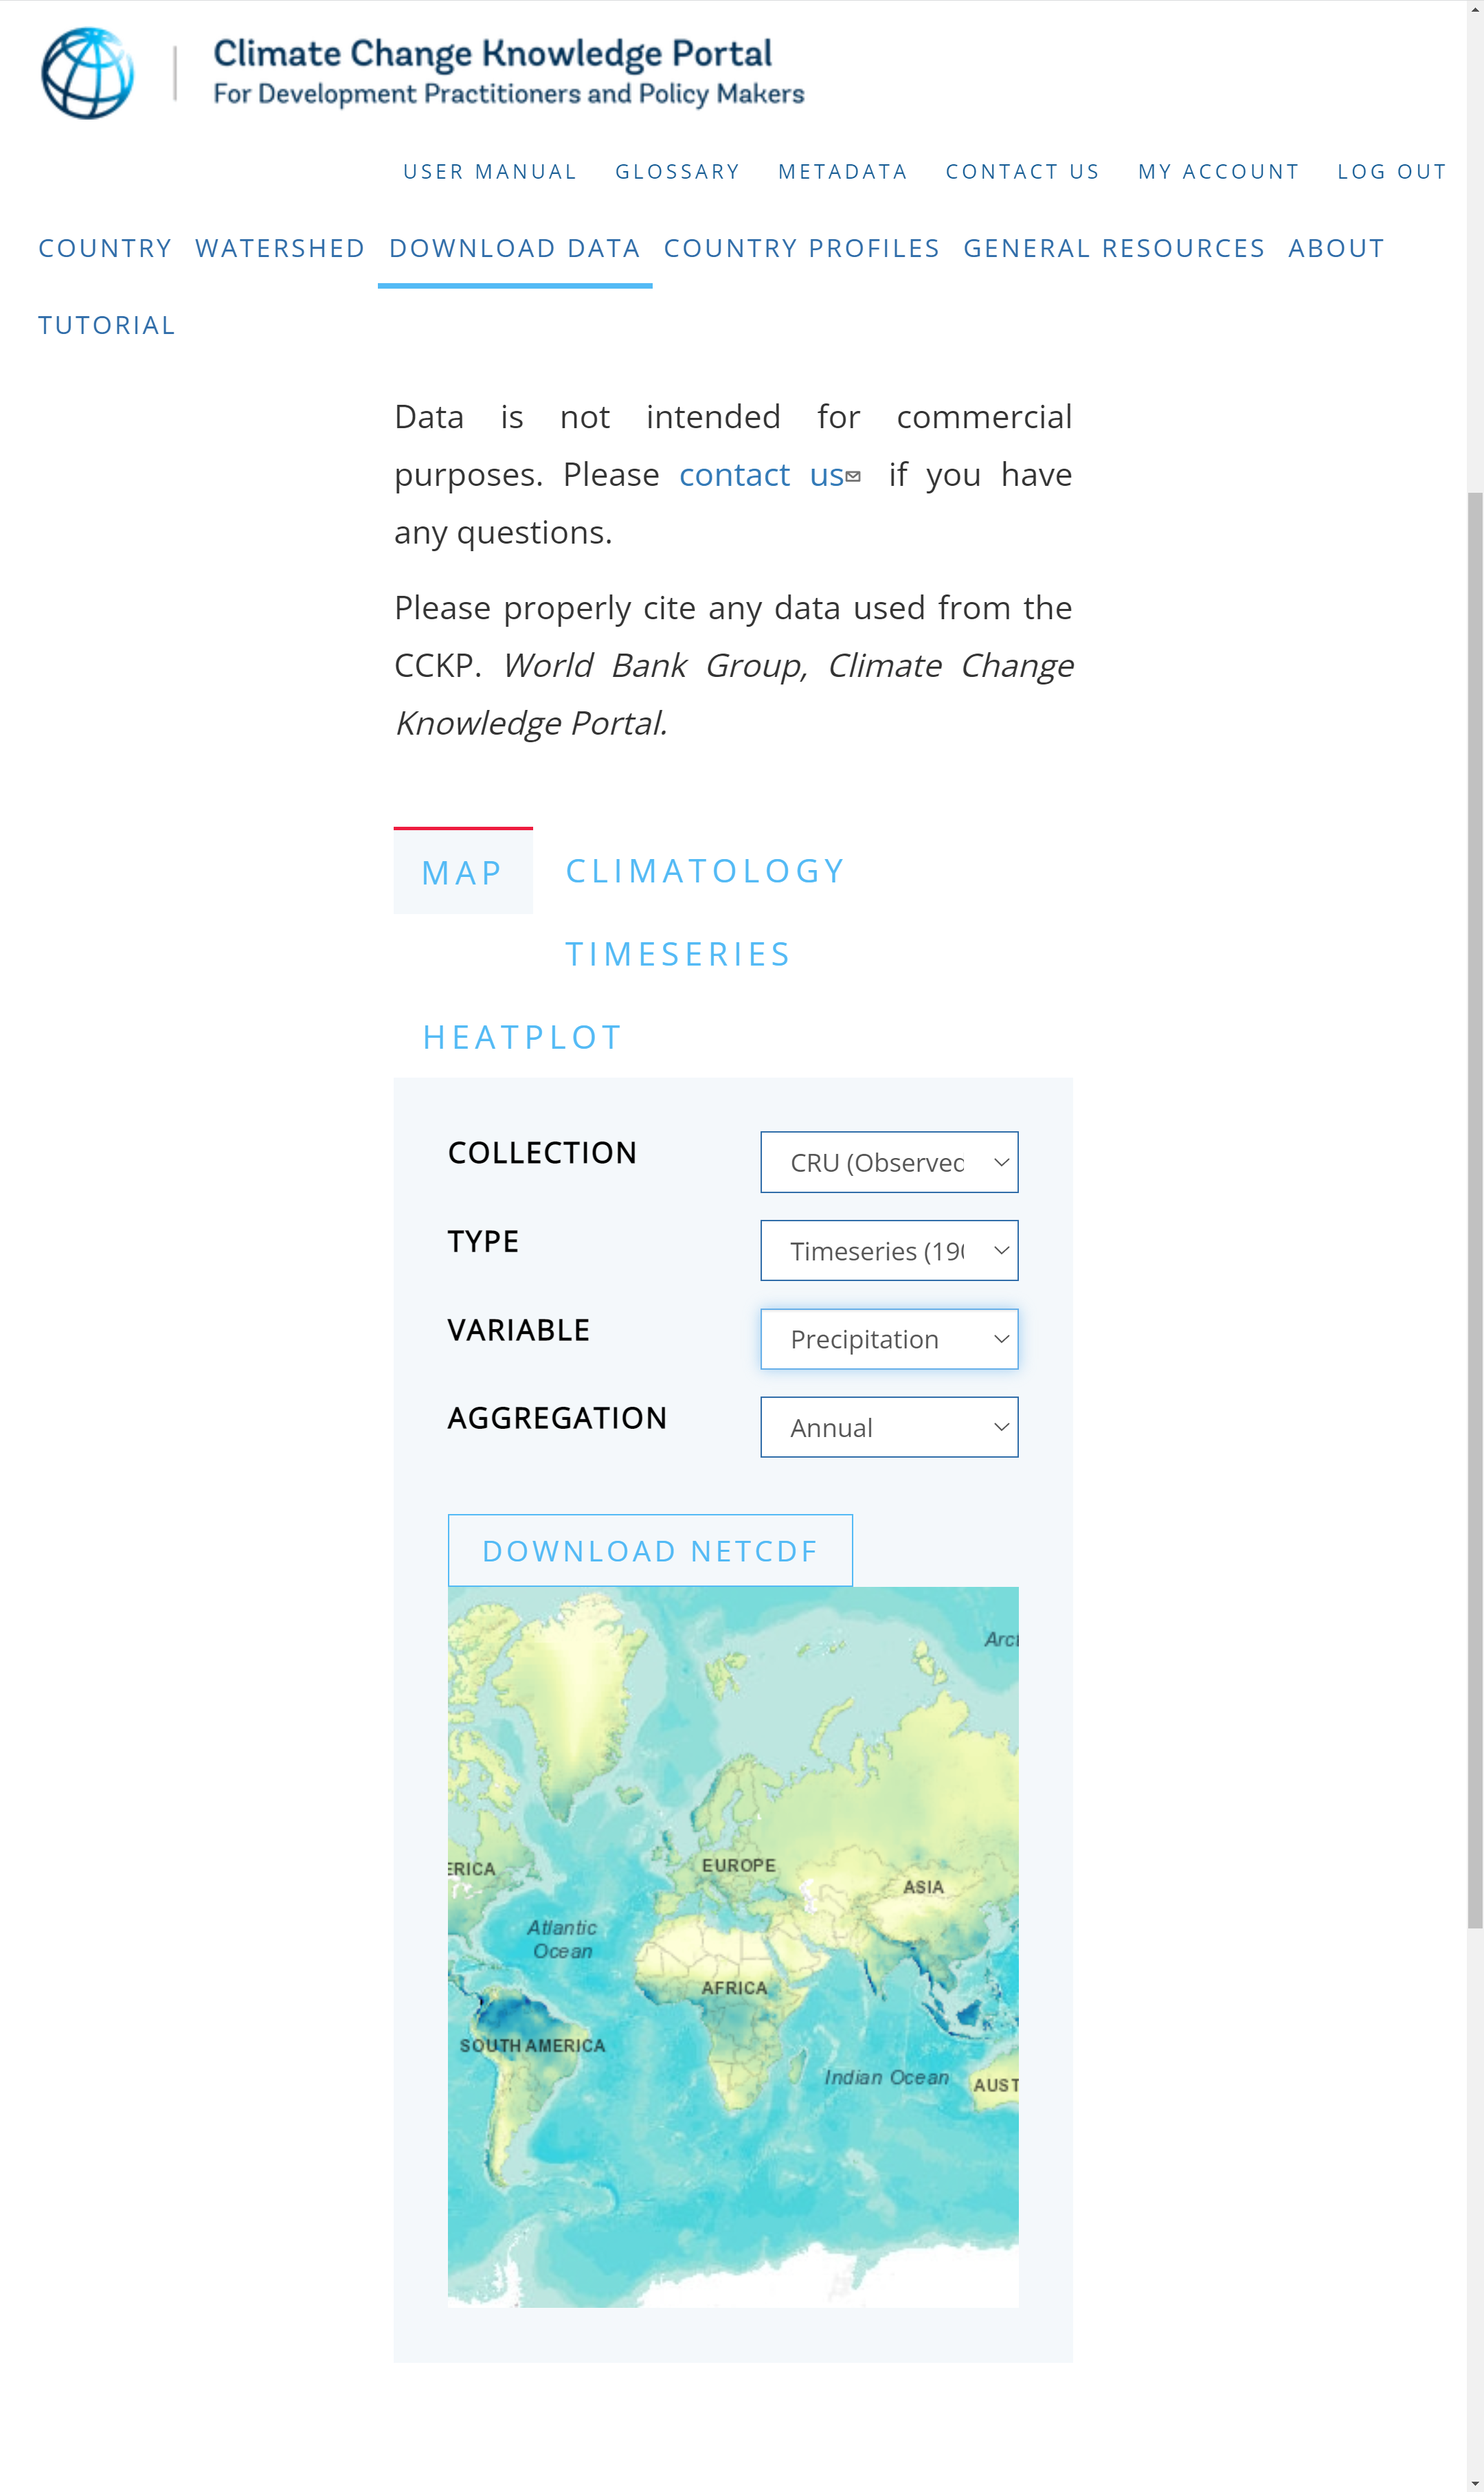 Climate Change Knowledge Portal
For Development Practitioners and Policy Makers
USER MANUAL GLOSSARY METADATA CONTACT US MY ACCOUNT LOG OUT
COUNTRY WATERSHED DOWNLOAD DATA COUNTRY PROFILES GENERAL RESOURCES ABOUT
TUTORIAL
Data is not intended for commercial
purposes. Please contact us if you have
any questions.
Please properly cite any data used from the
CCKP. World Bank Group, Climate Change
Knowledge Portal.
MAP CLIMATOLOGY
TIMESERIES
HEATPLOT
COLLECTION CRU (Observed
TYPE Timeseries (190
VARIABLE Precipitation
AGGREGATION Annual
DOWNLOAD NETCDF
Arct
ERICA
EUROPE
ASIA
Atlantic
Ocean
AFRICA
SOUTH AMERICA
Indian Ocean
AUST